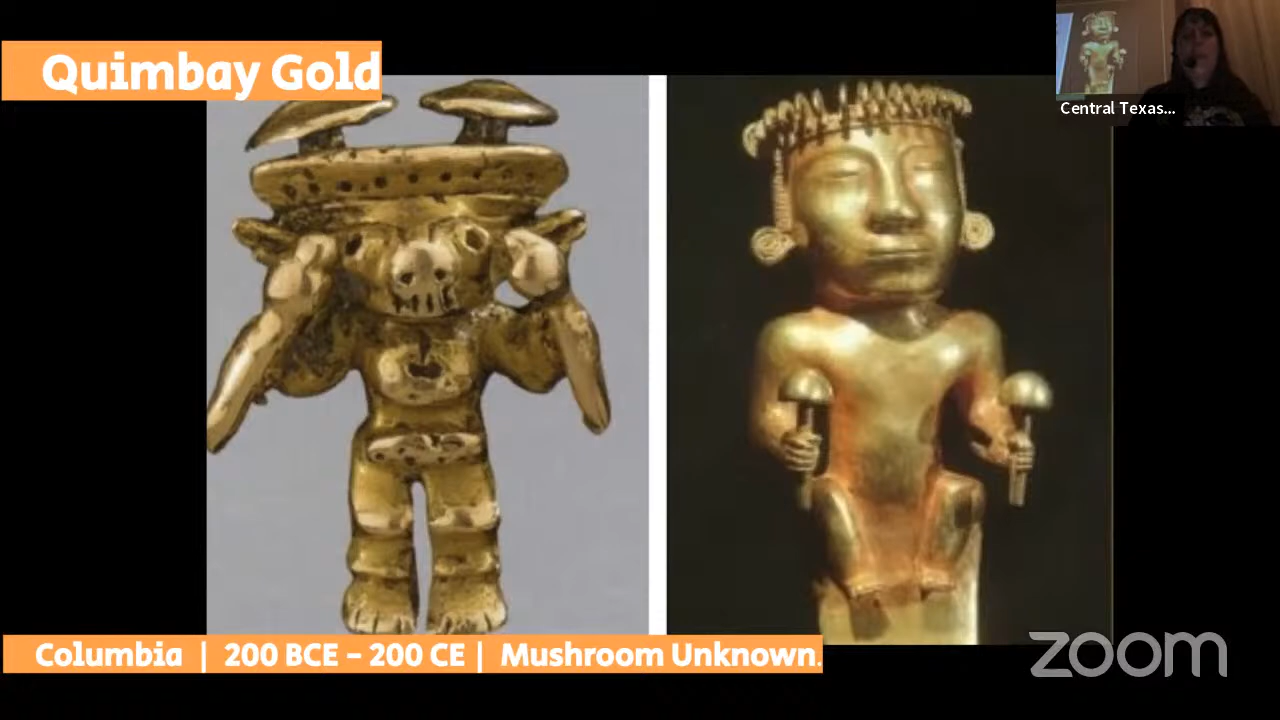 Quimbay Gold
Central Texas...
Columbia | 200 BCE – 200 CE | Mushroom Unknown.
zoom